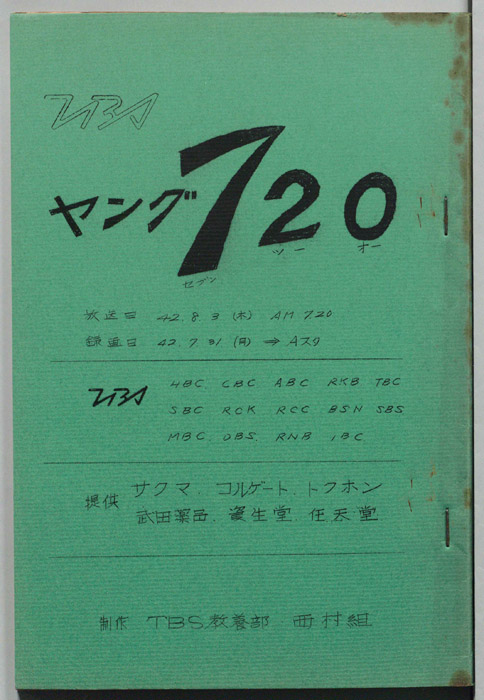 TBS
ヤング720
セブン ツー オー
放送日 42.8.3 (木) AM 7.20
録画日 42.7.31 (月) ⇒ Aスタ
TBS HBC CBC ABC RKB TBC
SBC RCK RCC BSN SBS
MBC OBS RNB IBC
提供 サクマ. コルゲート. トクホン
武田薬品. 資生堂. 任天堂
制作 TBS教養部 西村組